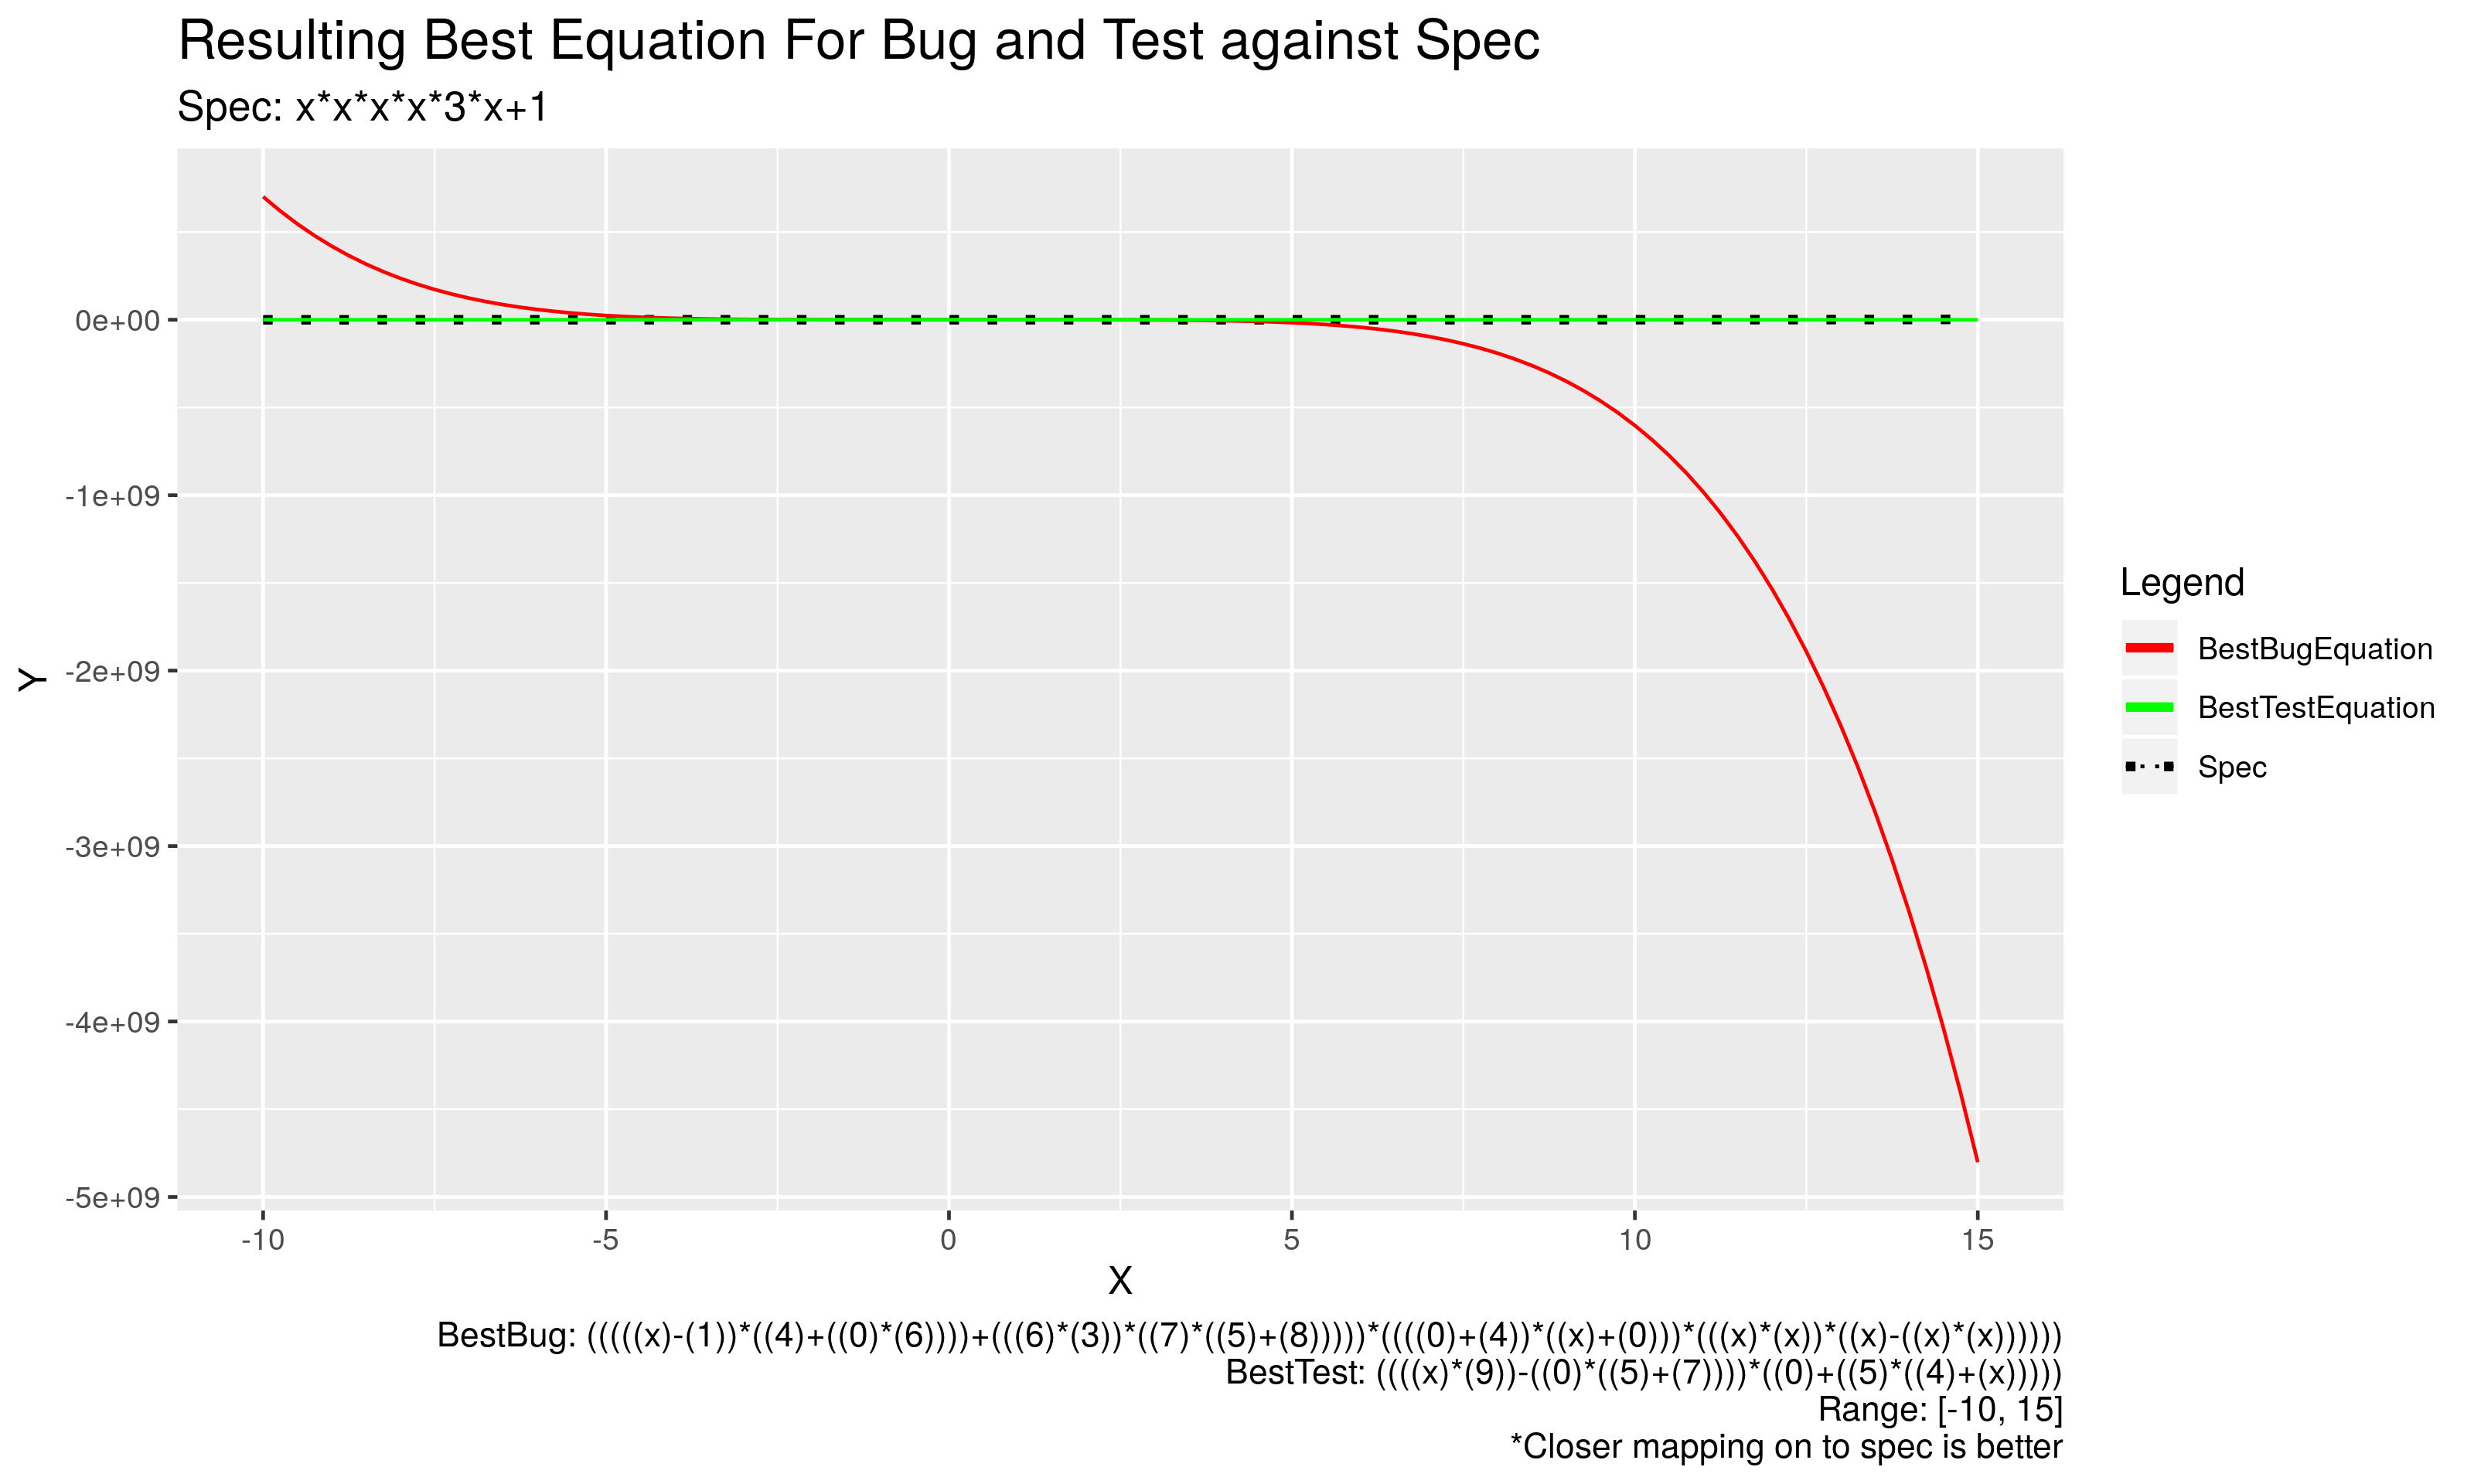 Resulting Best Equation For Bug and Test against Spec
Spec: x*x*x*x*3*x+1
0e+00
-1e+09
-2e+09
-3e+09
-4e+09
-5e+09
Y
-10 -5 0 5 10 15
X
Legend
BestBugEquation
BestTestEquation
Spec
BestBug: (((((x)-(1))*((4)+((0)*(6))))+(((6)*(3))*((7)*((5)+(8)))))*((((0)+(4))*((x)+(0)))*(((x)*(x))*((x)-((x)*(x))))))
BestTest: ((((x)*(9))-((0)*((5)+(7))))*((0)+((5)*((4)+(x)))))
Range: [-10, 15]
*Closer mapping on to spec is better